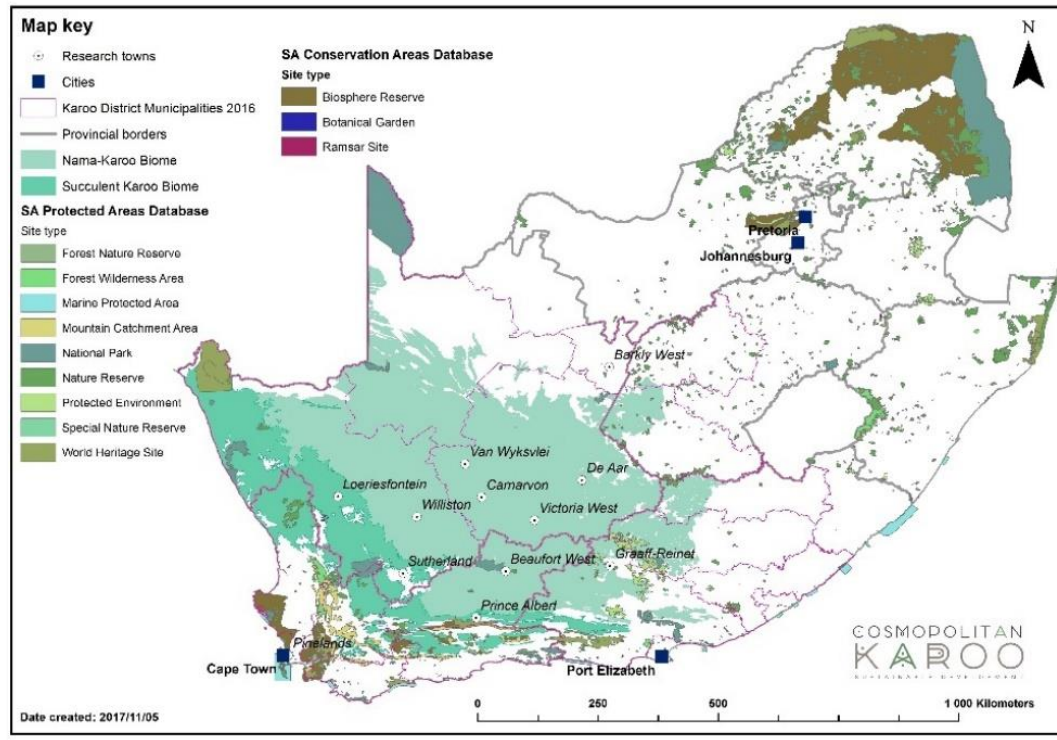 Map key
Research towns
Cities
Karoo District Municipalities 2016
Provincial borders
Nama-Karoo Biome
Succulent Karoo Biome
SA Protected Areas Database
Site type
Forest Nature Reserve
Forest Wilderness Area
Marine Protected Area
Mountain Catchment Area
National Park
Nature Reserve
Protected Environment
Special Nature Reserve
World Heritage Site
SA Conservation Areas Database
Site type
Biosphere Reserve
Botanical Garden
Ramsar Site
N
Pretoria
Johannesburg
Barkly West
Van Wyksvlei
De Aar
Loeriesfontein
Carnarvon
Williston
Victoria West
Sutherland
Beaufort West
Graaff-Reinet
Prince Albert
Pinelands
Cape Town
Port Elizabeth
COSMOPOLITAN
KAROO
SUSTAINABLE DEVELOPMENT
0 250 500 1 000 Kilometers
Date created: 2017/11/05